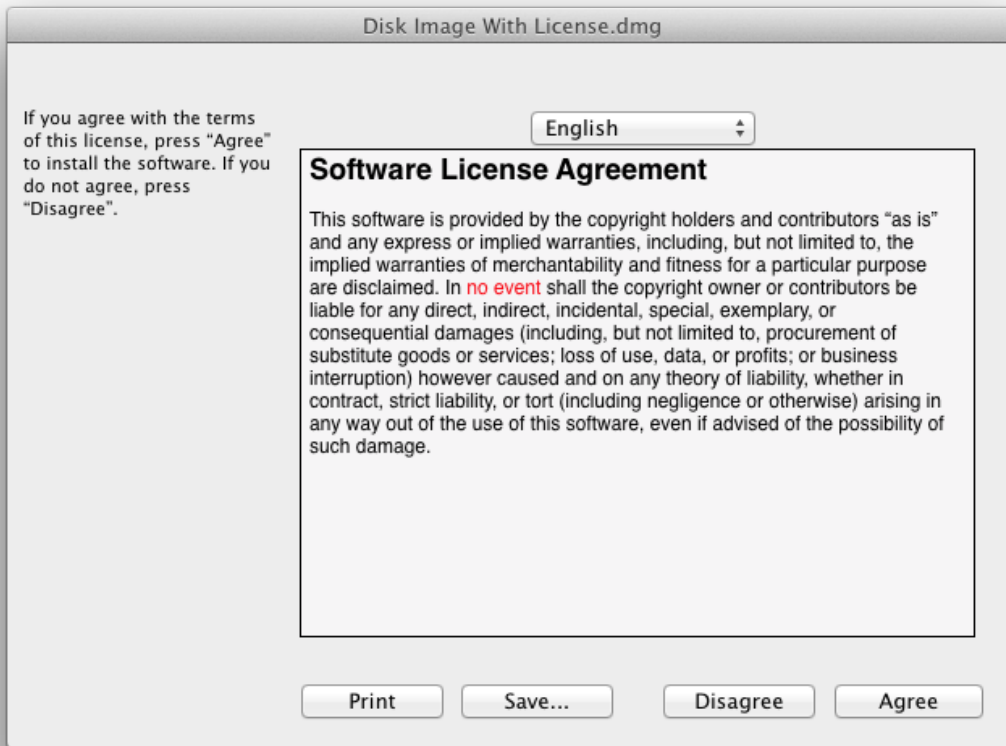 Disk Image With License.dmg
If you agree with the terms
of this license, press “Agree”
to install the software. If you
do not agree, press
“Disagree”.
English
Software License Agreement
This software is provided by the copyright holders and contributors “as is”
and any express or implied warranties, including, but not limited to, the
implied warranties of merchantability and fitness for a particular purpose
are disclaimed. In no event shall the copyright owner or contributors be
liable for any direct, indirect, incidental, special, exemplary, or
consequential damages (including, but not limited to, procurement of
substitute goods or services; loss of use, data, or profits; or business
interruption) however caused and on any theory of liability, whether in
contract, strict liability, or tort (including negligence or otherwise) arising in
any way out of the use of this software, even if advised of the possibility of
such damage.
Print
Save...
Disagree
Agree